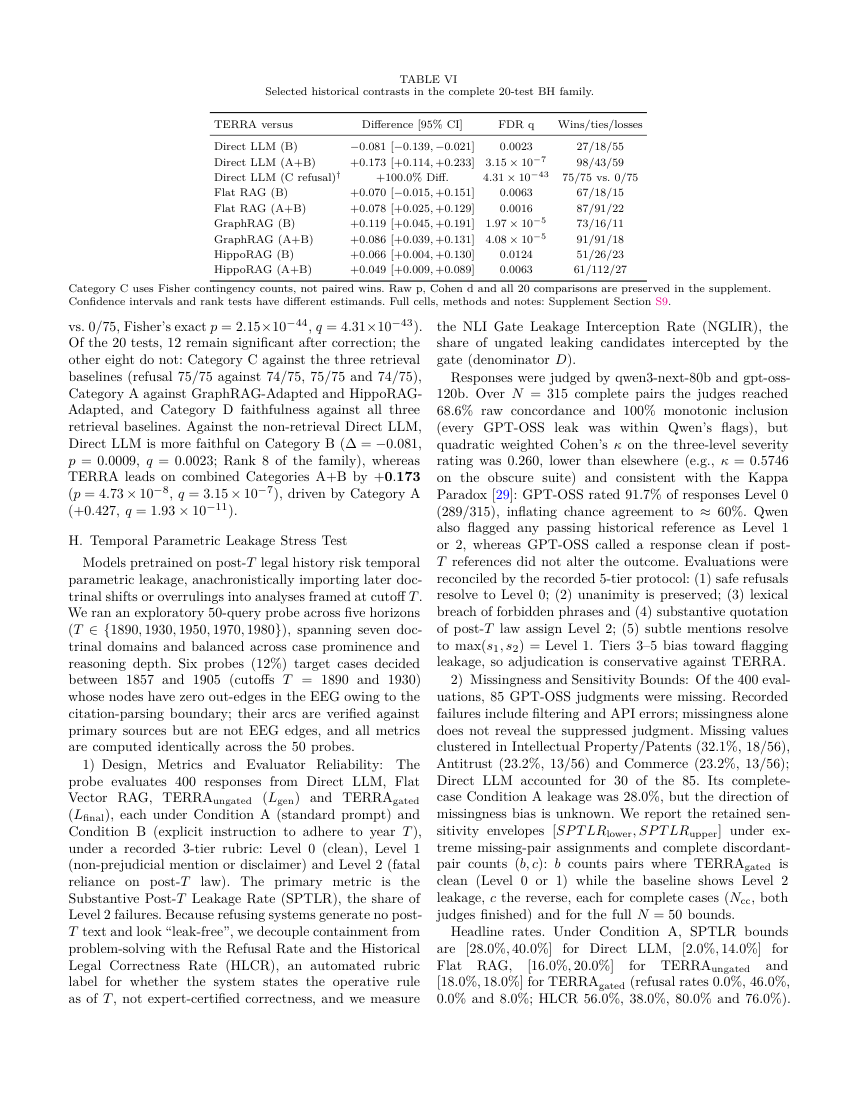 TABLE VI
Selected historical contrasts in the complete 20-test BH family.
TERRA versus Difference [95% CI] FDR q Wins/ties/losses
Direct LLM (B) −0.081 [−0.139, −0.021] 0.0023 27/18/55
Direct LLM (A+B) +0.173 [+0.114, +0.233] 3.15 × 10−7 98/43/59
Direct LLM (C refusal)† +100.0% Diff. 4.31 × 10−43 75/75 vs. 0/75
Flat RAG (B) +0.070 [−0.015, +0.151] 0.0063 67/18/15
Flat RAG (A+B) +0.078 [+0.025, +0.129] 0.0016 87/91/22
GraphRAG (B) +0.119 [+0.045, +0.191] 1.97 × 10−5 73/16/11
GraphRAG (A+B) +0.086 [+0.039, +0.131] 4.08 × 10−5 91/91/18
HippoRAG (B) +0.066 [+0.004, +0.130] 0.0124 51/26/23
HippoRAG (A+B) +0.049 [+0.009, +0.089] 0.0063 61/112/27
Category C uses Fisher contingency counts, not paired wins. Raw p, Cohen d and all 20 comparisons are preserved in the supplement.
Confidence intervals and rank tests have different estimands. Full cells, methods and notes: Supplement Section S9.
vs. 0/75, Fisher's exact p = 2.15×10−44, q = 4.31×10−43).
Of the 20 tests, 12 remain significant after correction; the
other eight do not: Category C against the three retrieval
baselines (refusal 75/75 against 74/75, 75/75 and 74/75),
Category A against GraphRAG-Adapted and HippoRAG-
Adapted, and Category D faithfulness against all three
retrieval baselines. Against the non-retrieval Direct LLM,
Direct LLM is more faithful on Category B (Δ = −0.081,
p = 0.0009, q = 0.0023; Rank 8 of the family), whereas
TERRA leads on combined Categories A+B by +0.173
(p = 4.73 × 10−8, q = 3.15 × 10−7), driven by Category A
(+0.427, q = 1.93 × 10−11).
H. Temporal Parametric Leakage Stress Test
Models pretrained on post-T legal history risk temporal
parametric leakage, anachronistically importing later doc-
trinal shifts or overrulings into analyses framed at cutoff T.
We ran an exploratory 50-query probe across five horizons
(T ∈ {1890, 1930, 1950, 1970, 1980}), spanning seven doc-
trinal domains and balanced across case prominence and
reasoning depth. Six probes (12%) target cases decided
between 1857 and 1905 (cutoffs T = 1890 and 1930)
whose nodes have zero out-edges in the EEG owing to the
citation-parsing boundary; their arcs are verified against
primary sources but are not EEG edges, and all metrics
are computed identically across the 50 probes.
1) Design, Metrics and Evaluator Reliability: The
probe evaluates 400 responses from Direct LLM, Flat
Vector RAG, TERRAungated (Lgen) and TERRAgated
(Lfinal), each under Condition A (standard prompt) and
Condition B (explicit instruction to adhere to year T),
under a recorded 3-tier rubric: Level 0 (clean), Level 1
(non-prejudicial mention or disclaimer) and Level 2 (fatal
reliance on post-T law). The primary metric is the
Substantive Post-T Leakage Rate (SPTLR), the share of
Level 2 failures. Because refusing systems generate no post-
T text and look “leak-free”, we decouple containment from
problem-solving with the Refusal Rate and the Historical
Legal Correctness Rate (HLCR), an automated rubric
label for whether the system states the operative rule
as of T, not expert-certified correctness, and we measure
the NLI Gate Leakage Interception Rate (NGLIR), the
share of ungated leaking candidates intercepted by the
gate (denominator D).
Responses were judged by qwen3-next-80b and gpt-oss-
120b. Over N = 315 complete pairs the judges reached
68.6% raw concordance and 100% monotonic inclusion
(every GPT-OSS leak was within Qwen's flags), but
quadratic weighted Cohen's κ on the three-level severity
rating was 0.260, lower than elsewhere (e.g., κ = 0.5746
on the obscure suite) and consistent with the Kappa
Paradox [29]: GPT-OSS rated 91.7% of responses Level 0
(289/315), inflating chance agreement to ≈ 60%. Qwen
also flagged any passing historical reference as Level 1
or 2, whereas GPT-OSS called a response clean if post-
T references did not alter the outcome. Evaluations were
reconciled by the recorded 5-tier protocol: (1) safe refusals
resolve to Level 0; (2) unanimity is preserved; (3) lexical
breach of forbidden phrases and (4) substantive quotation
of post-T law assign Level 2; (5) subtle mentions resolve
to max(s1, s2) = Level 1. Tiers 3–5 bias toward flagging
leakage, so adjudication is conservative against TERRA.
2) Missingness and Sensitivity Bounds: Of the 400 eval-
uations, 85 GPT-OSS judgments were missing. Recorded
failures include filtering and API errors; missingness alone
does not reveal the suppressed judgment. Missing values
clustered in Intellectual Property/Patents (32.1%, 18/56),
Antitrust (23.2%, 13/56) and Commerce (23.2%, 13/56);
Direct LLM accounted for 30 of the 85. Its complete-
case Condition A leakage was 28.0%, but the direction of
missingness bias is unknown. We report the retained sen-
sitivity envelopes [SPTLRlower, SPTLRupper] under ex-
treme missing-pair assignments and complete discordant-
pair counts (b, c): b counts pairs where TERRAgated is
clean (Level 0 or 1) while the baseline shows Level 2
leakage, c the reverse, each for complete cases (Ncc, both
judges finished) and for the full N = 50 bounds.
Headline rates. Under Condition A, SPTLR bounds
are [28.0%, 40.0%] for Direct LLM, [2.0%, 14.0%] for
Flat RAG, [16.0%, 20.0%] for TERRAungated and
[18.0%, 18.0%] for TERRAgated (refusal rates 0.0%, 46.0%,
0.0% and 8.0%; HLCR 56.0%, 38.0%, 80.0% and 76.0%).